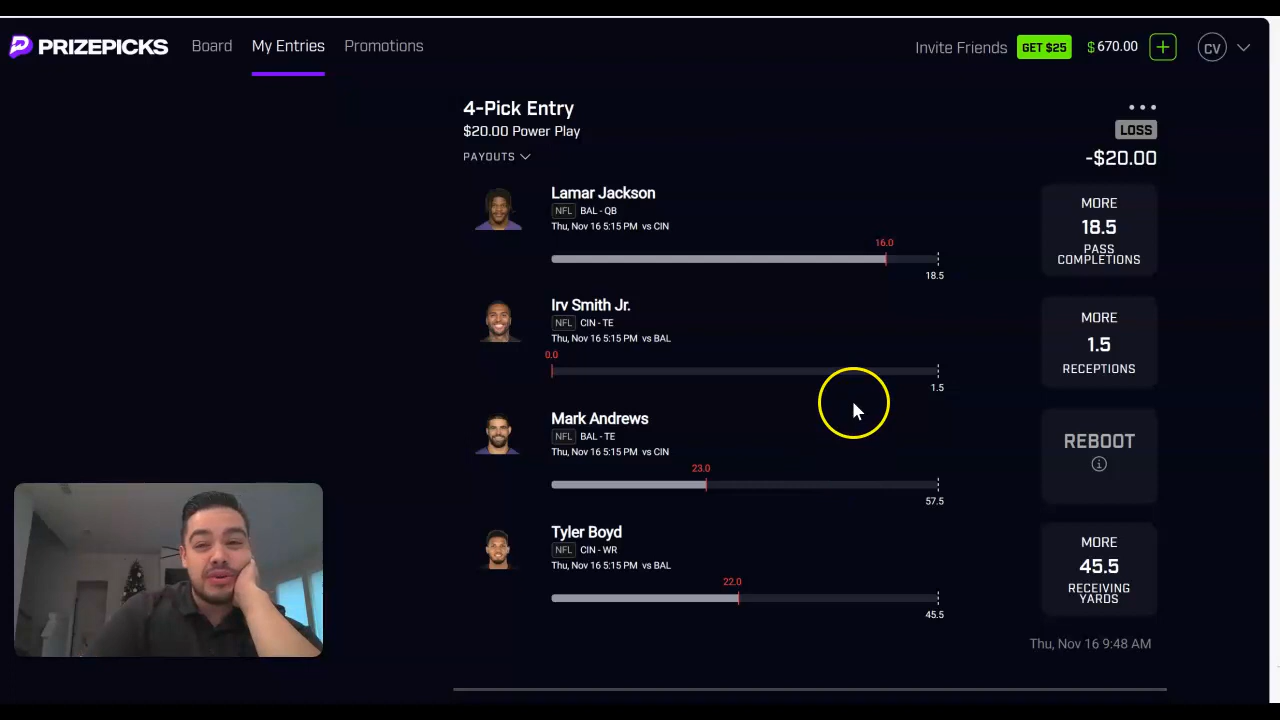 PRIZEPICKS Board My Entries Promotions Invite Friends GET $25 $ 670.00 + CV
4-Pick Entry
$20.00 Power Play
LOSS
PAYOUTS
-$20.00
Lamar Jackson
NFL BAL - QB
Thu, Nov 16 5:15 PM vs CIN
16.0
18.5
MORE
18.5
PASS
COMPLETIONS
Irv Smith Jr.
NFL CIN - TE
Thu, Nov 16 5:15 PM vs BAL
0.0
1.5
MORE
1.5
RECEPTIONS
Mark Andrews
NFL BAL - TE
Thu, Nov 16 5:15 PM vs CIN
23.0
57.5
REBOOT
Tyler Boyd
NFL CIN - WR
Thu, Nov 16 5:15 PM vs BAL
22.0
45.5
MORE
45.5
RECEIVING
YARDS
Thu, Nov 16 9:48 AM